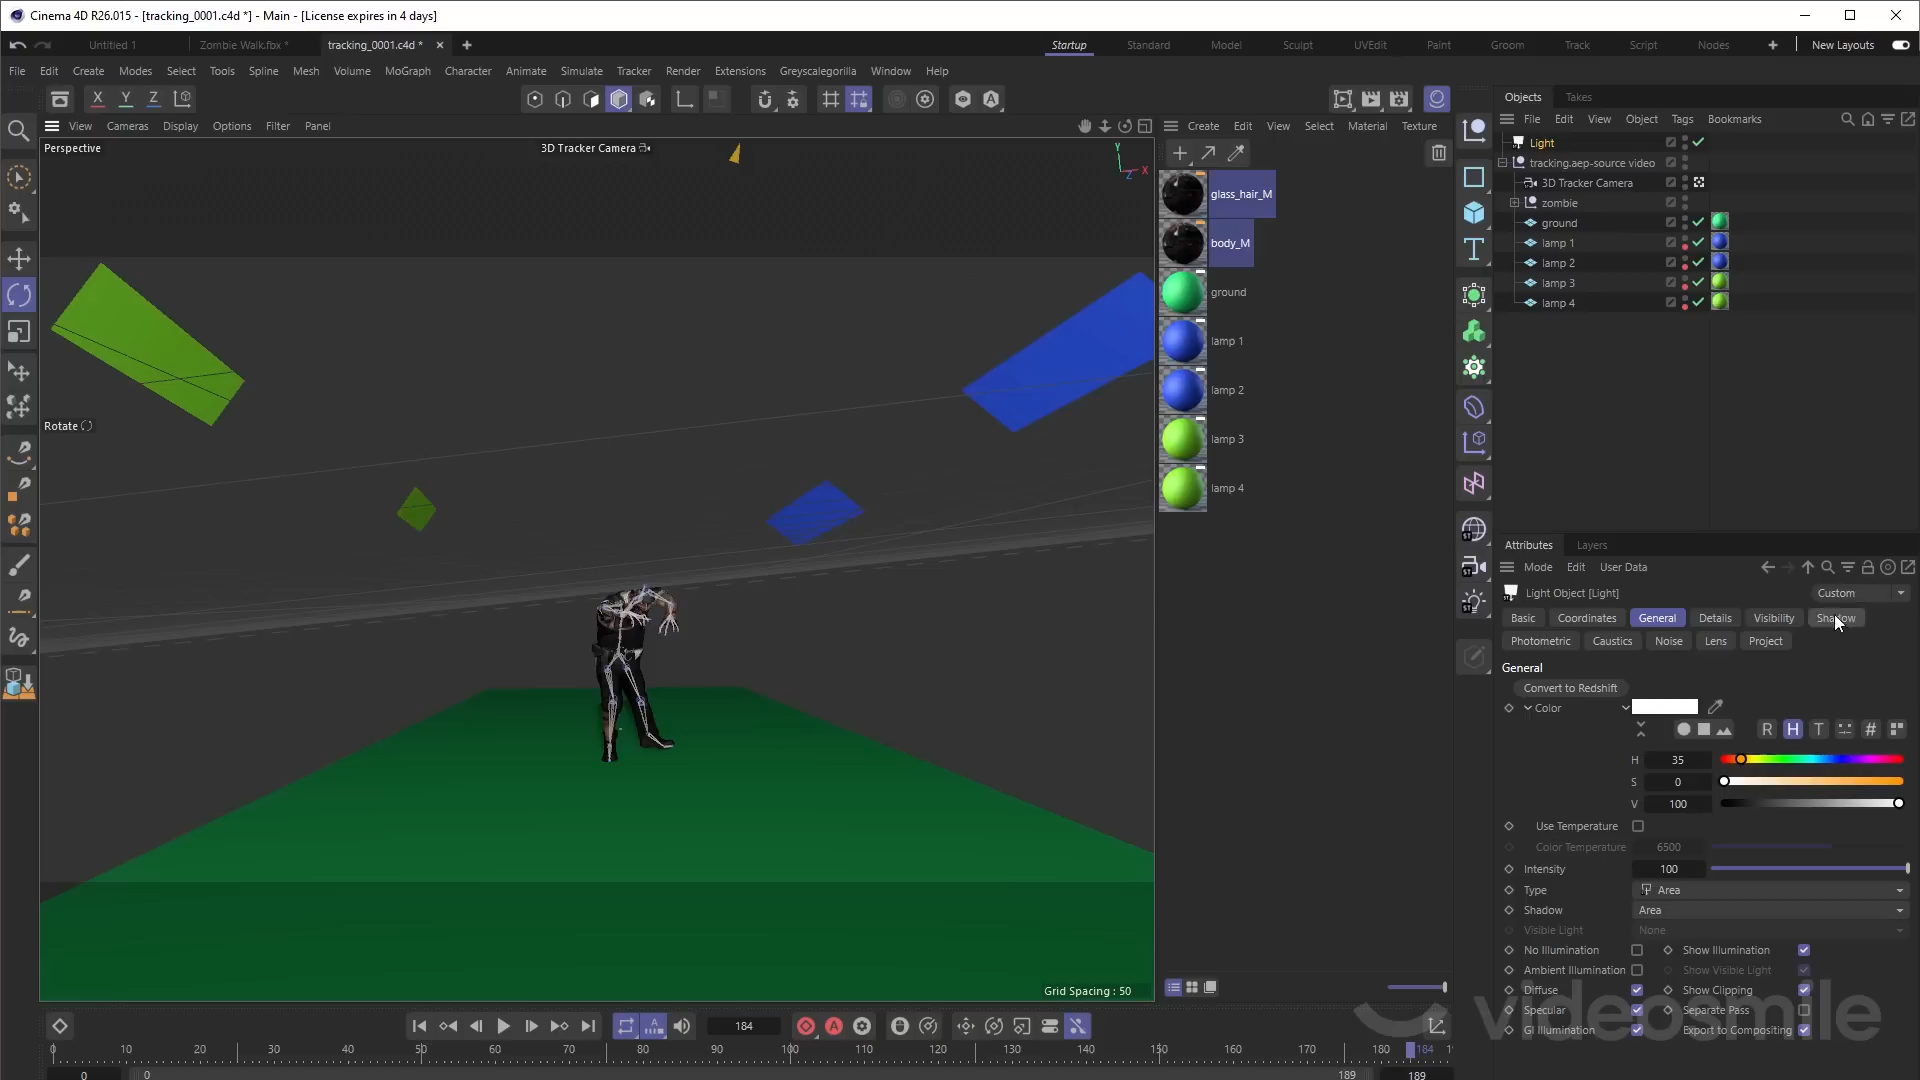 Cinema 4D R26.015 - [tracking_0001.c4d *] - Main - [License expires in 4 days]
Untitled 1
Zombie Walk.fbx *
tracking_0001.c4d *
Startup
Standard
Model
Sculpt
UVEdit
Paint
Groom
Track
Script
Nodes
New Layouts
File Edit Create Modes Select Tools Spline Mesh Volume MoGraph Character Animate Simulate Tracker Render Extensions Greyscalegorilla Window Help
X Y Z
Objects Takes
View Cameras Display Options Filter Panel
Create Edit View Select Material Texture
File Edit View Object Tags Bookmarks
Perspective
3D Tracker Camera
Y
X
Z
Rotate
Grid Spacing : 50
glass_hair_M
body_M
ground
lamp 1
lamp 2
lamp 3
lamp 4
Light
tracking.aep-source video
3D Tracker Camera
zombie
ground
lamp 1
lamp 2
lamp 3
lamp 4
Attributes Layers
Mode Edit User Data
Light Object [Light]
Custom
Basic Coordinates General Details Visibility Shadow
Photometric Caustics Noise Lens Project
General
Convert to Redshift
Color
R H T #
H 35
S 0
V 100
Use Temperature
Color Temperature 6500
Intensity 100
Type Area
Shadow Area
Visible Light None
No Illumination Show Illumination
Ambient Illumination Show Visible Light
Diffuse Show Clipping
Specular Separate Pass
GI Illumination Export to Compositing
videosmile
184
0 10 20 30 40 50 60 70 80 90 100 110 120 130 140 150 160 170 180 184
0 0 189 189